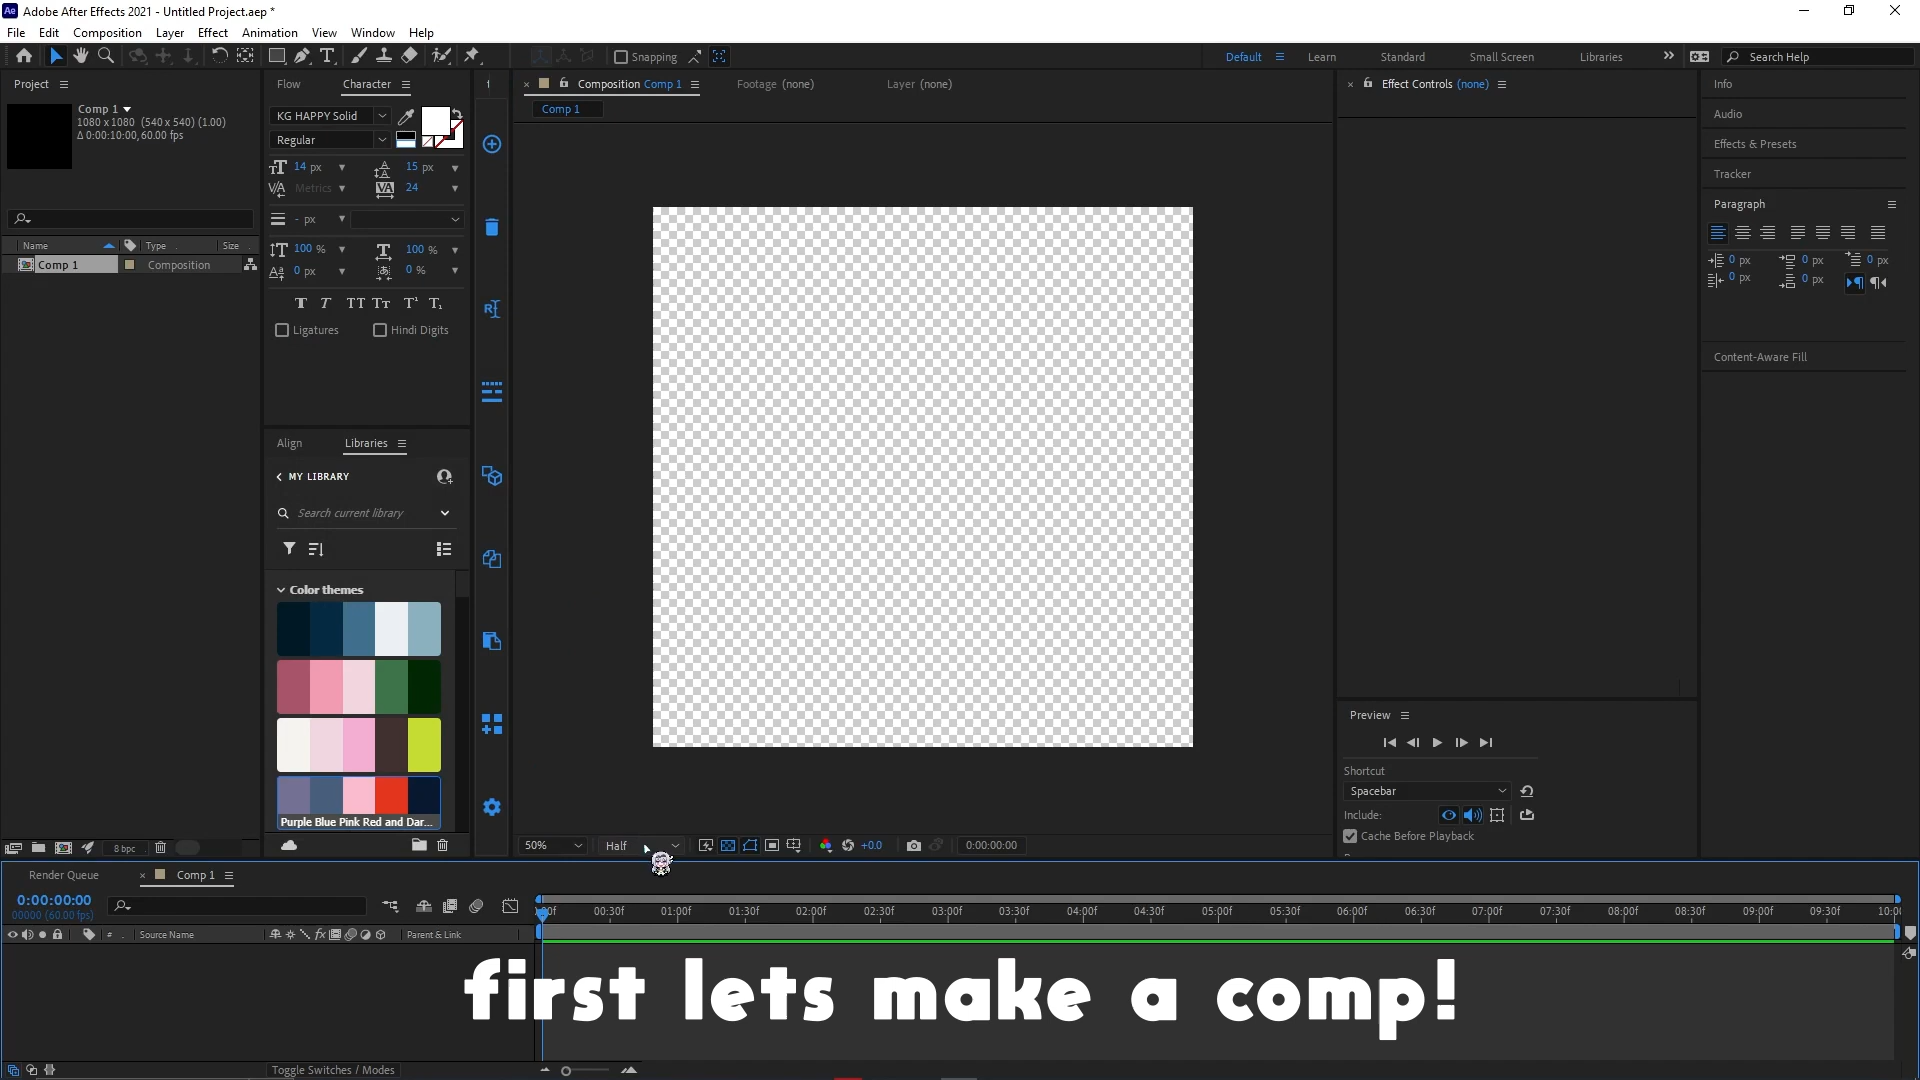 Ae Adobe After Effects 2021 - Untitled Project.aep *
File Edit Composition Layer Effect Animation View Window Help
Snapping
Default Learn Standard Small Screen Libraries Search Help
Project
Comp 1
1080 x 1080 (540 x 540) (1.00)
Δ 0:00:10:00, 60.00 fps
Name Type Size
Comp 1 Composition
8 bpc
Flow Character
KG HAPPY Solid
Regular
14 px 15 px
Metrics 24
- px
100 % 100 %
0 px 0 %
Ligatures Hindi Digits
Align Libraries
MY LIBRARY
Search current library
Color themes
Purple Blue Pink Red and Dar...
Composition Comp 1 Footage (none) Layer (none)
Comp 1
50% Half +0.0 0:00:00:00
Effect Controls (none)
Preview
Shortcut
Spacebar
Include:
Cache Before Playback
Info
Audio
Effects & Presets
Tracker
Paragraph
0 px 0 px 0 px
0 px 0 px
Content-Aware Fill
Render Queue Comp 1
0:00:00:00
00000 (60.00 fps)
# Source Name Parent & Link
00:30f 01:00f 01:30f 02:00f 02:30f 03:00f 03:30f 04:00f 04:30f 05:00f 05:30f 06:00f 06:30f 07:00f 07:30f 08:00f 08:30f 09:00f 09:30f
first lets make a comp!
Toggle Switches / Modes